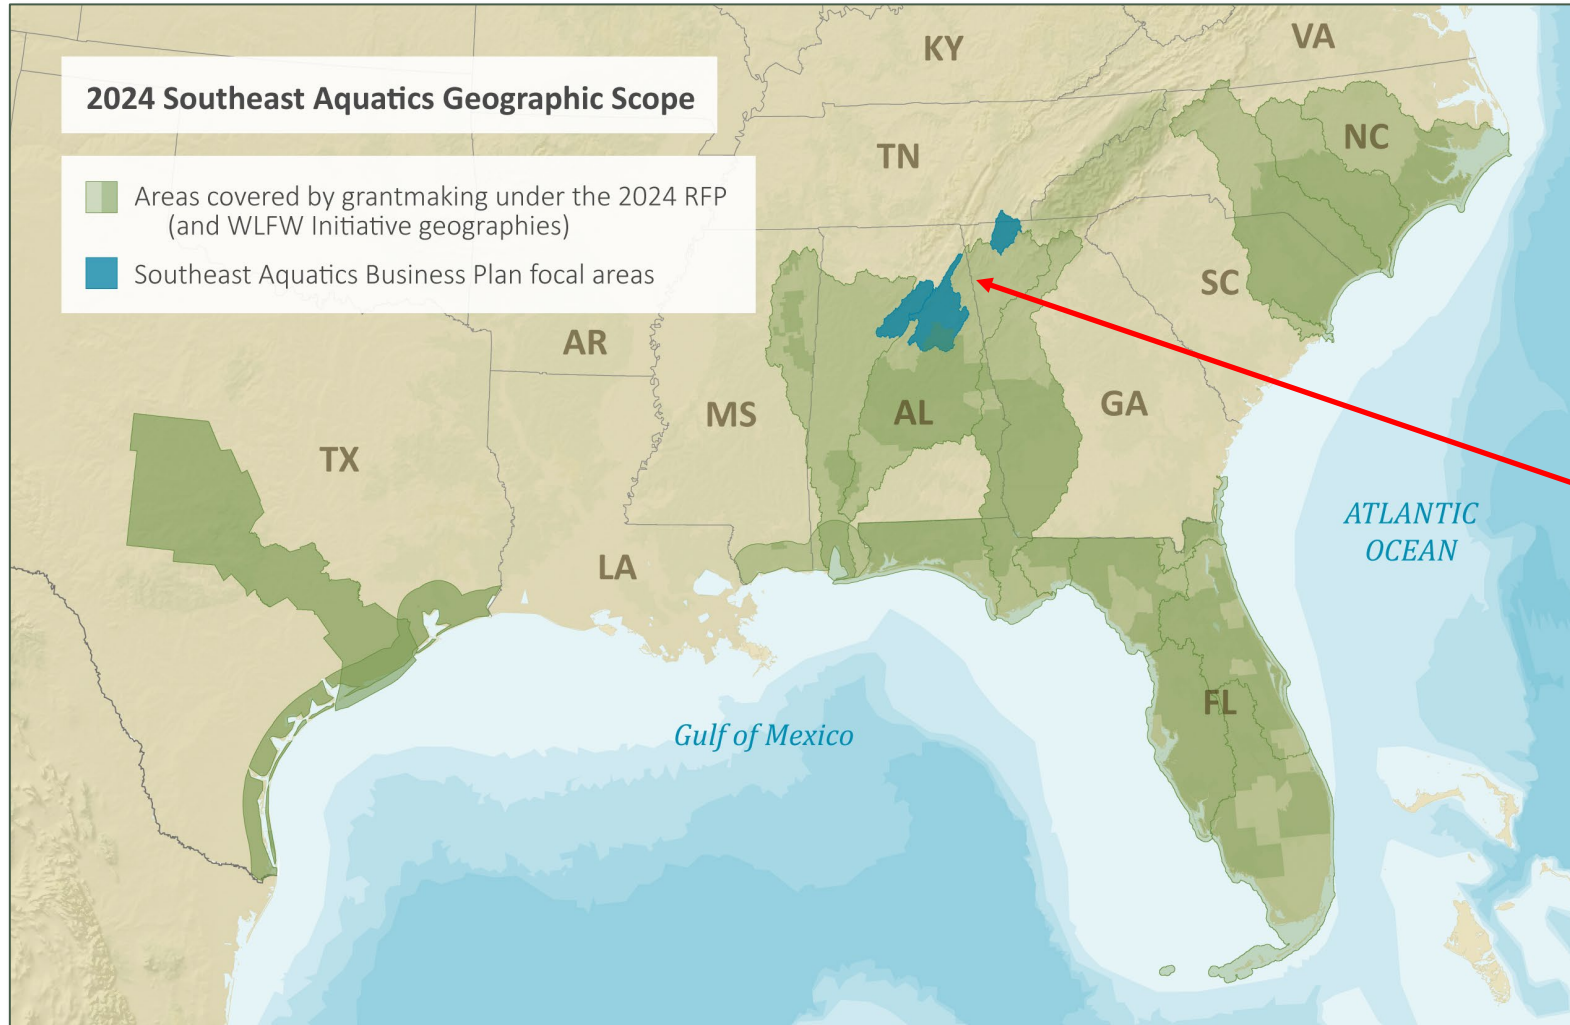 2024 Southeast Aquatics Geographic Scope
Areas covered by grantmaking under the 2024 RFP
(and WLFW Initiative geographies)
Southeast Aquatics Business Plan focal areas
KY
VA
TN
NC
SC
AR
MS
AL
GA
TX
LA
ATLANTIC
OCEAN
FL
Gulf of Mexico